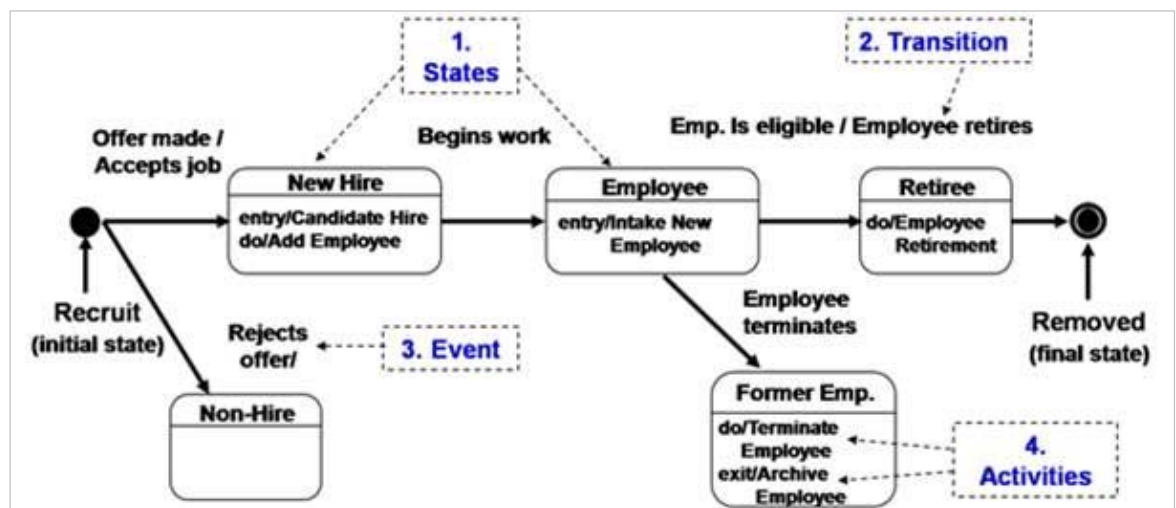 1.
States
2. Transition
Offer made /
Accepts job
Begins work
Emp. Is eligible / Employee retires
New Hire
entry/Candidate Hire
do/Add Employee
Employee
entry/Intake New
Employee
Retiree
do/Employee
Retirement
Recruit
(initial state)
Rejects
offer/
3. Event
Employee
terminates
Removed
(final state)
Non-Hire
Former Emp.
do/Terminate
Employee
exit/Archive
Employee
4.
Activities